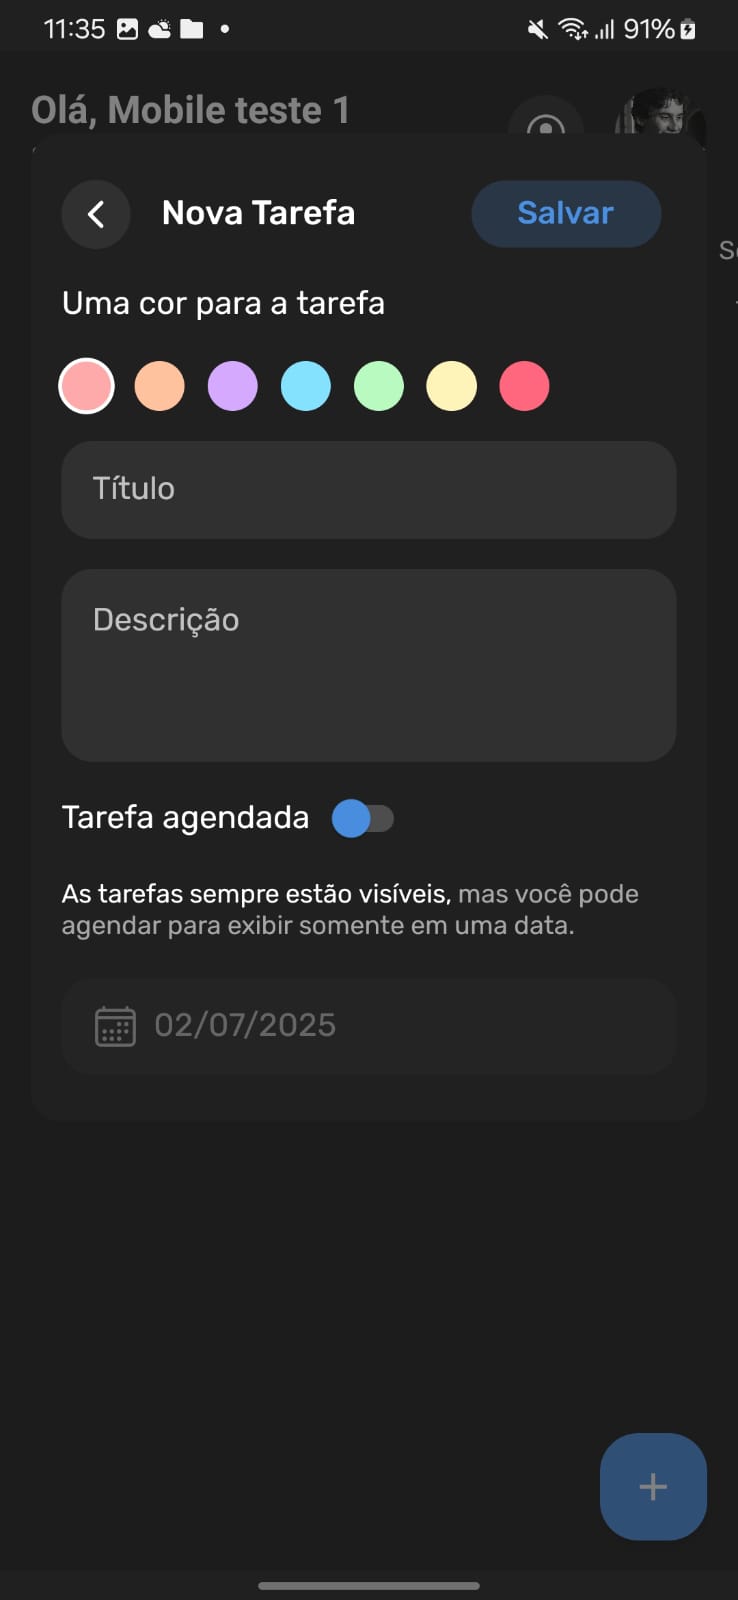 11:35
91%
Olá, Mobile teste 1
Nova Tarefa
Salvar
Uma cor para a tarefa
Título
Descrição
Tarefa agendada
As tarefas sempre estão visíveis, mas você pode
agendar para exibir somente em uma data.
02/07/2025